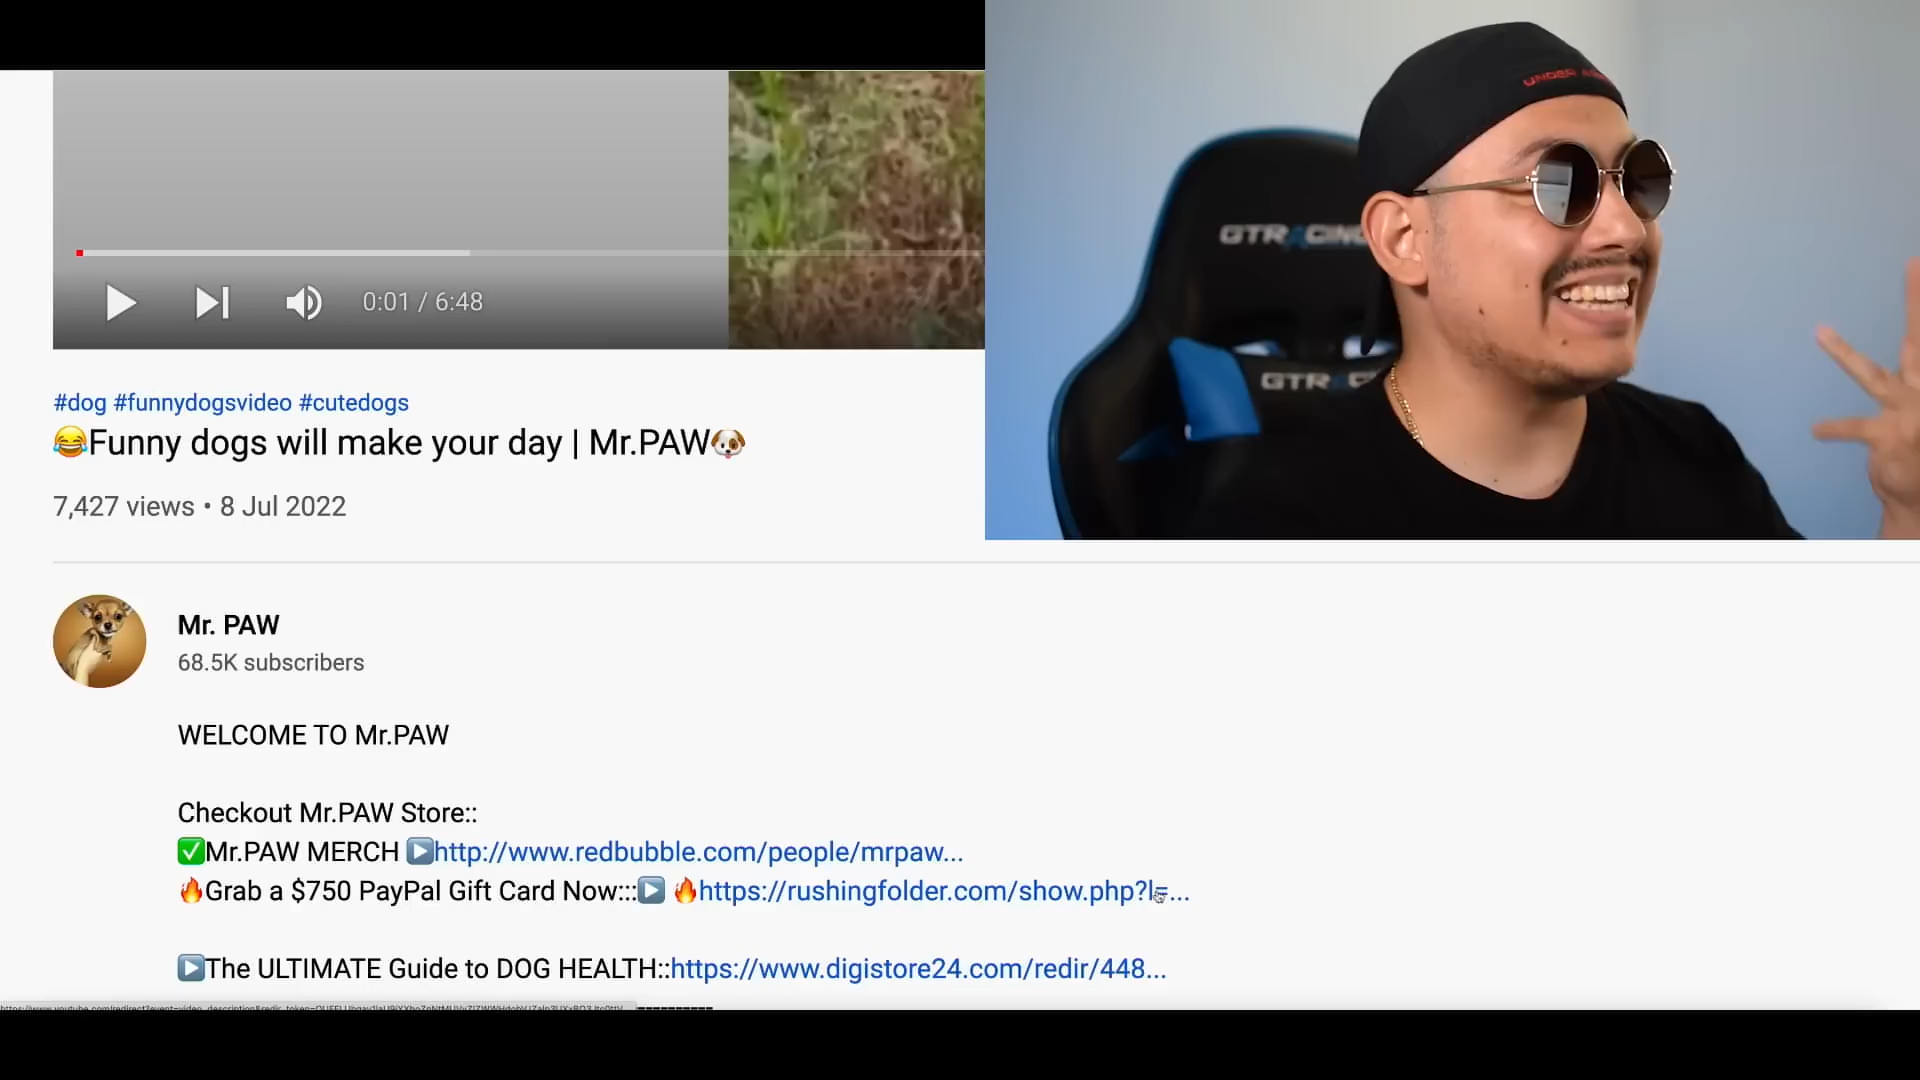 UNDER
GTRACING
GTR
0:01 / 6:48
#dog #funnydogsvideo #cutedogs
😂Funny dogs will make your day | Mr.PAW🐶
7,427 views • 8 Jul 2022
Mr. PAW
68.5K subscribers
WELCOME TO Mr.PAW
Checkout Mr.PAW Store::
✅Mr.PAW MERCH ▶️http://www.redbubble.com/people/mrpaw...
🔥Grab a $750 PayPal Gift Card Now:::▶️ 🔥https://rushingfolder.com/show.php?l=...
▶️The ULTIMATE Guide to DOG HEALTH::https://www.digistore24.com/redir/448...